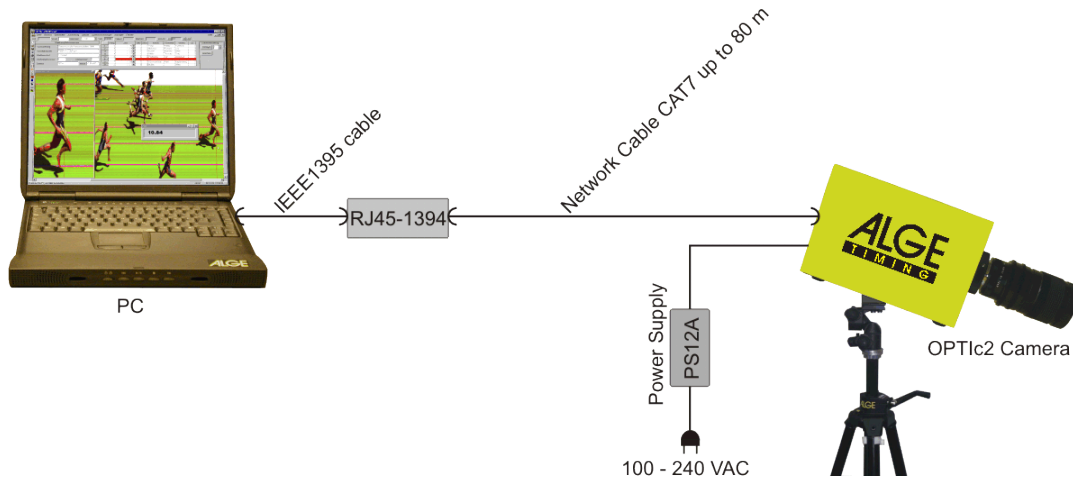 10.84
IEEE1395 cable
Network Cable CAT7 up to 80 m
RJ45-1394
ALGE
TIMING
ALGE
PC
Power Supply
PS12A
OPTIc2 Camera
ALGE
100 - 240 VAC